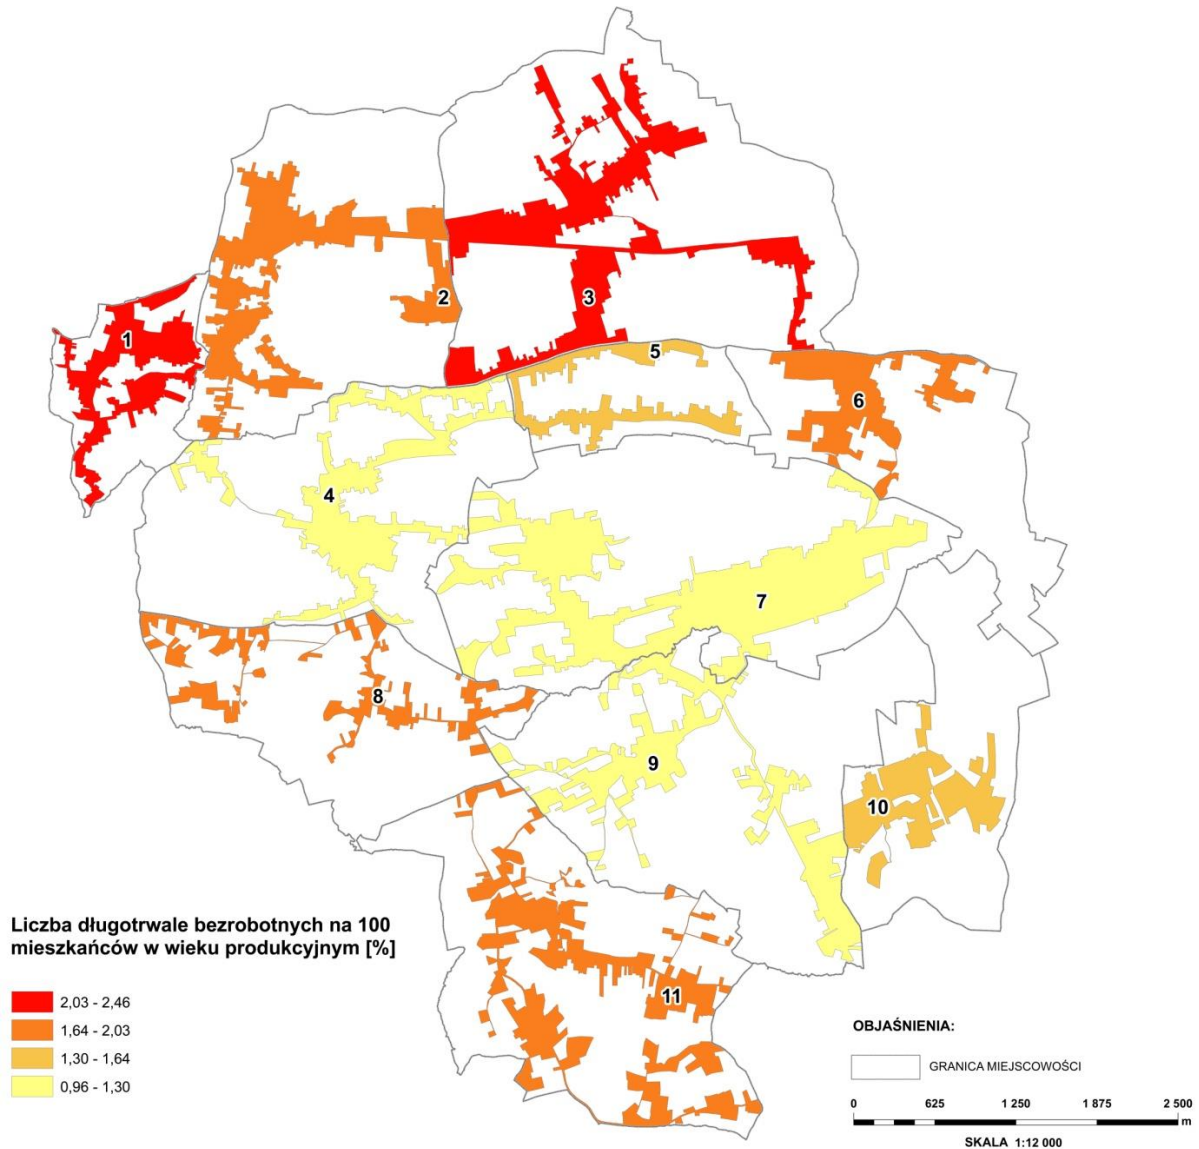 1
2
3
4
5
6
7
8
9
10
11
Liczba długotrwale bezrobotnych na 100
mieszkańców w wieku produkcyjnym [%]
2,03 - 2,46
1,64 - 2,03
1,30 - 1,64
0,96 - 1,30
OBJAŚNIENIA:
GRANICA MIEJSCOWOŚCI
0 625 1 250 1 875 2 500
m
SKALA 1:12 000